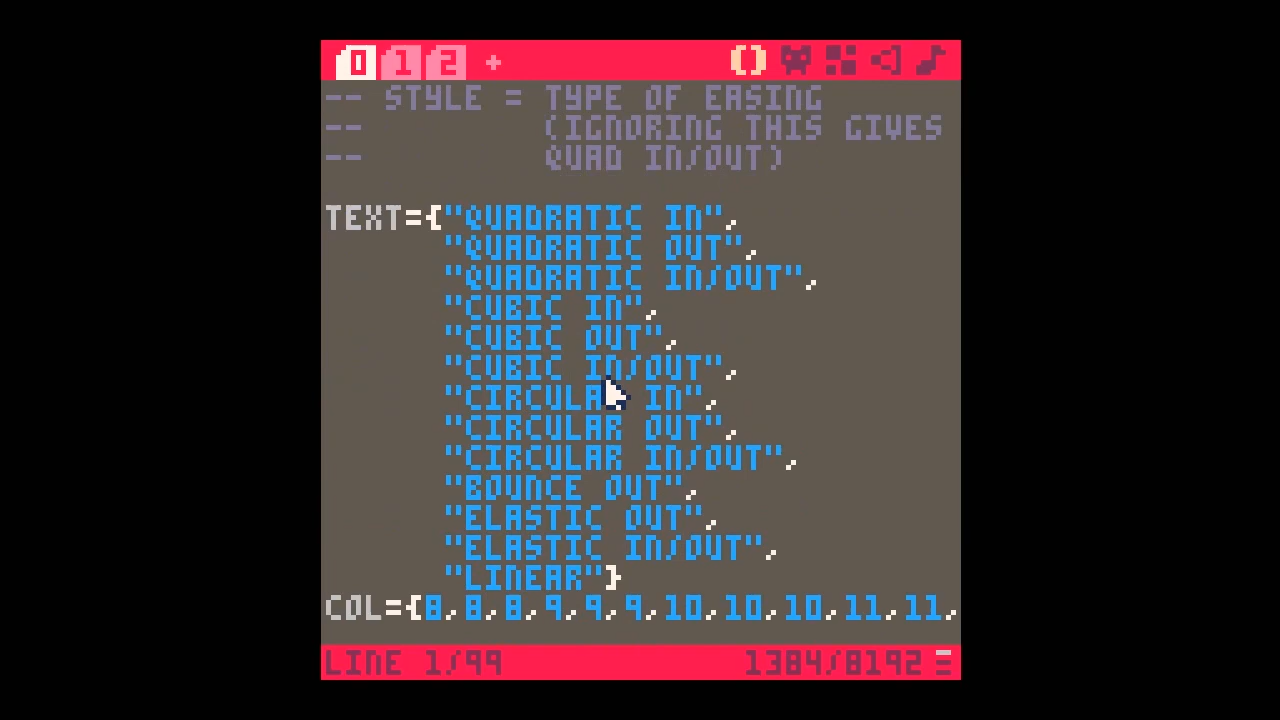 0 1 2 +
-- STYLE = TYPE OF EASING
-- (IGNORING THIS GIVES
-- QUAD IN/OUT)
TEXT={"QUADRATIC IN",
"QUADRATIC OUT",
"QUADRATIC IN/OUT",
"CUBIC IN",
"CUBIC OUT",
"CUBIC IN/OUT",
"CIRCULAR IN",
"CIRCULAR OUT",
"CIRCULAR IN/OUT",
"BOUNCE OUT",
"ELASTIC OUT",
"ELASTIC IN/OUT",
"LINEAR"}
COL={8,8,8,9,9,9,10,10,10,11,11,
LINE 1/99 1384/8192